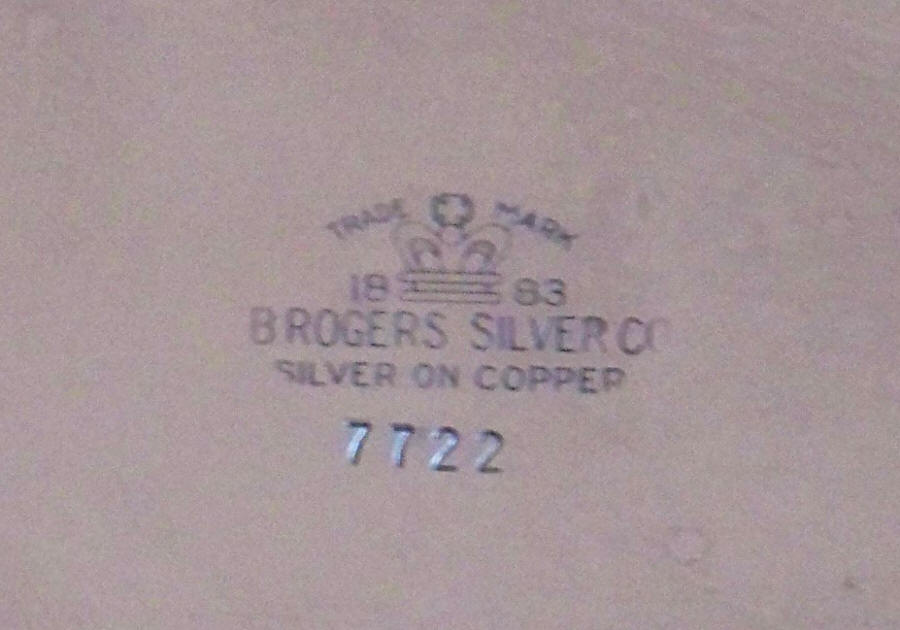 TRADE MARK
18 83
B ROGERS SILVER CO
SILVER ON COPPER
7722